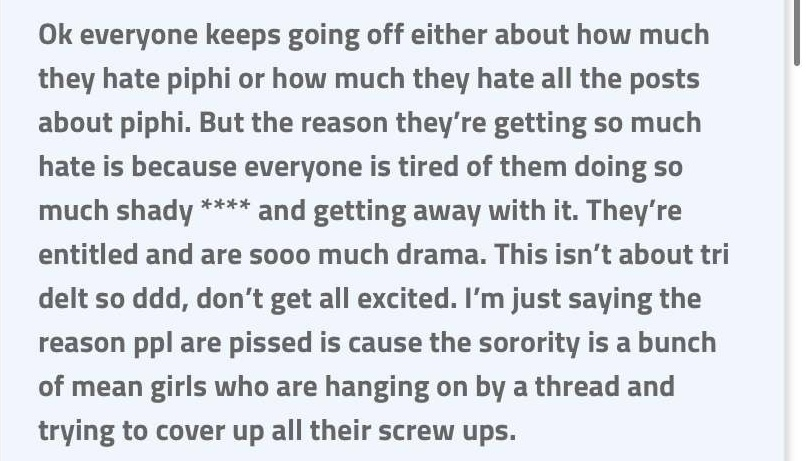 Ok everyone keeps going off either about how much
they hate piphi or how much they hate all the posts
about piphi. But the reason they’re getting so much
hate is because everyone is tired of them doing so
much shady **** and getting away with it. They’re
entitled and are sooo much drama. This isn’t about tri
delt so ddd, don’t get all excited. I’m just saying the
reason ppl are pissed is cause the sorority is a bunch
of mean girls who are hanging on by a thread and
trying to cover up all their screw ups.